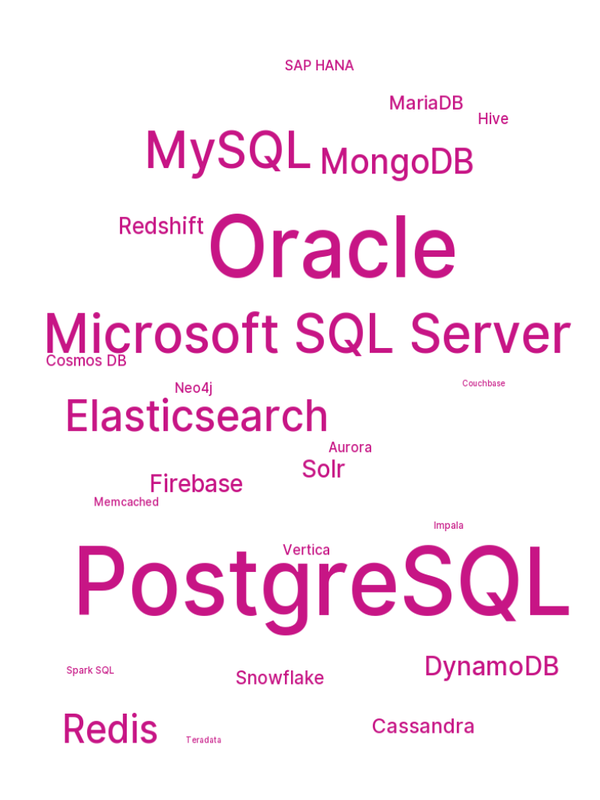 SAP HANA
MariaDB
Hive
MySQL
MongoDB
Redshift
Oracle
Microsoft SQL Server
Cosmos DB
Couchbase
Neo4j
Elasticsearch
Aurora
Solr
Firebase
Memcached
Impala
Vertica
PostgreSQL
DynamoDB
Spark SQL
Snowflake
Redis
Cassandra
Teradata